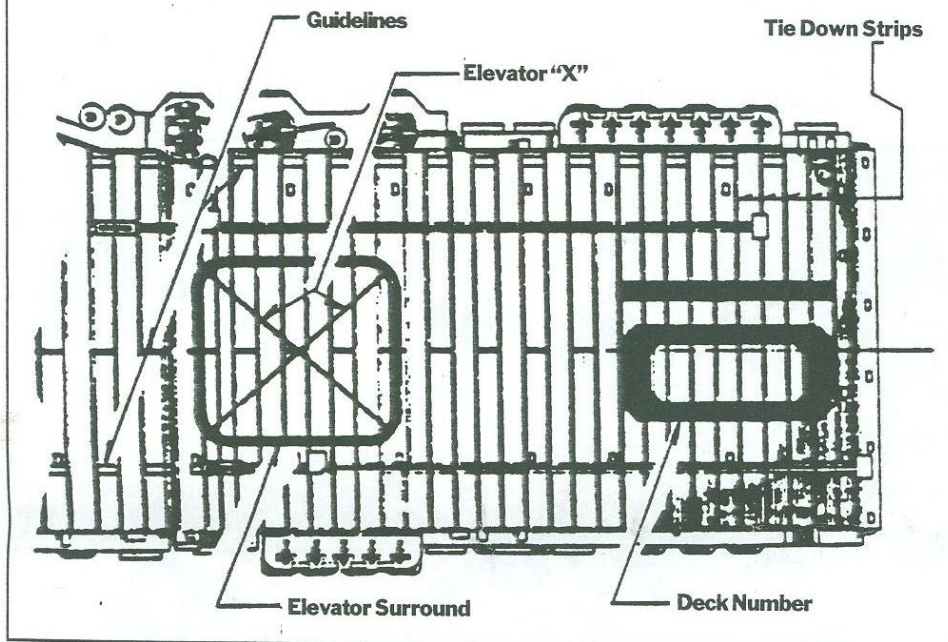 Guidelines
Tie Down Strips
Elevator “X”
Elevator Surround
Deck Number